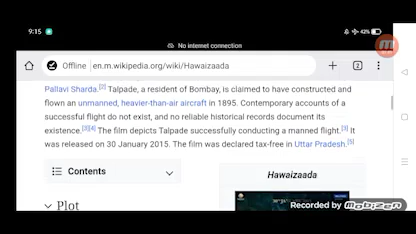 9:15
42%
No internet connection
Offline en.m.wikipedia.org/wiki/Hawaizaada
2
Pallavi Sharda.[2] Talpade, a resident of Bombay, is claimed to have constructed and
flown an unmanned, heavier-than-air aircraft in 1895. Contemporary accounts of a
successful flight do not exist, and no reliable historical records document its
existence.[3][4] The film depicts Talpade successfully conducting a manned flight.[3] It
was released on 30 January 2015. The film was declared tax-free in Uttar Pradesh.[5]
Contents
Hawaizaada
Plot
Recorded by Mobizen